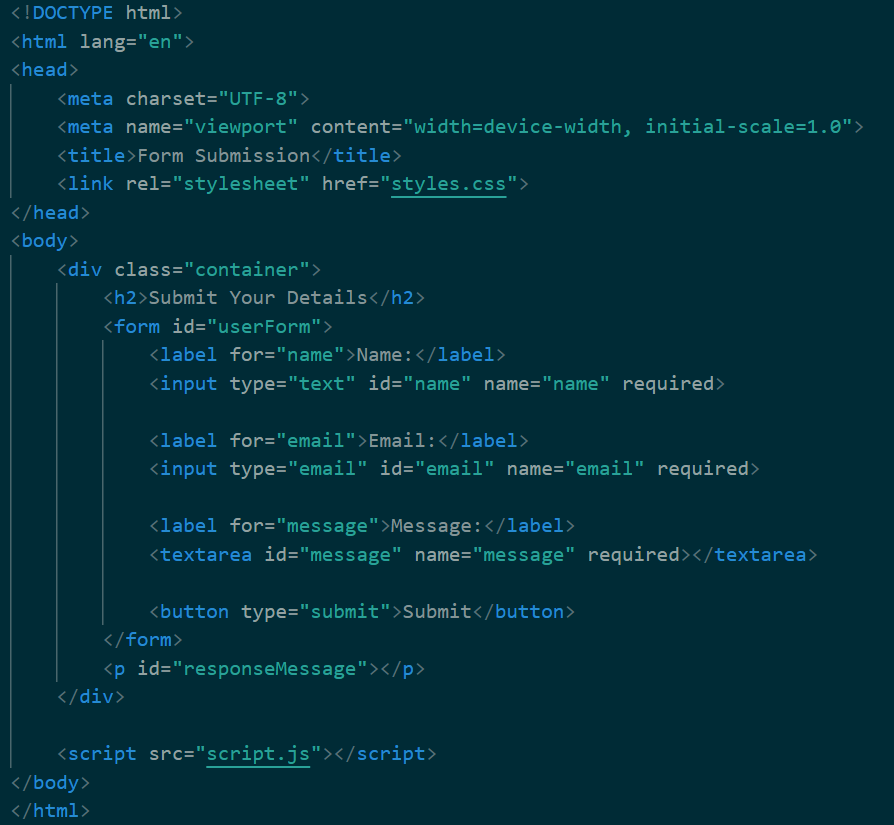 <!DOCTYPE html>
<html lang="en">
<head>
    <meta charset="UTF-8">
    <meta name="viewport" content="width=device-width, initial-scale=1.0">
    <title>Form Submission</title>
    <link rel="stylesheet" href="styles.css">
</head>
<body>
    <div class="container">
        <h2>Submit Your Details</h2>
        <form id="userForm">
            <label for="name">Name:</label>
            <input type="text" id="name" name="name" required>

            <label for="email">Email:</label>
            <input type="email" id="email" name="email" required>

            <label for="message">Message:</label>
            <textarea id="message" name="message" required></textarea>

            <button type="submit">Submit</button>
        </form>
        <p id="responseMessage"></p>
    </div>

    <script src="script.js"></script>
</body>
</html>